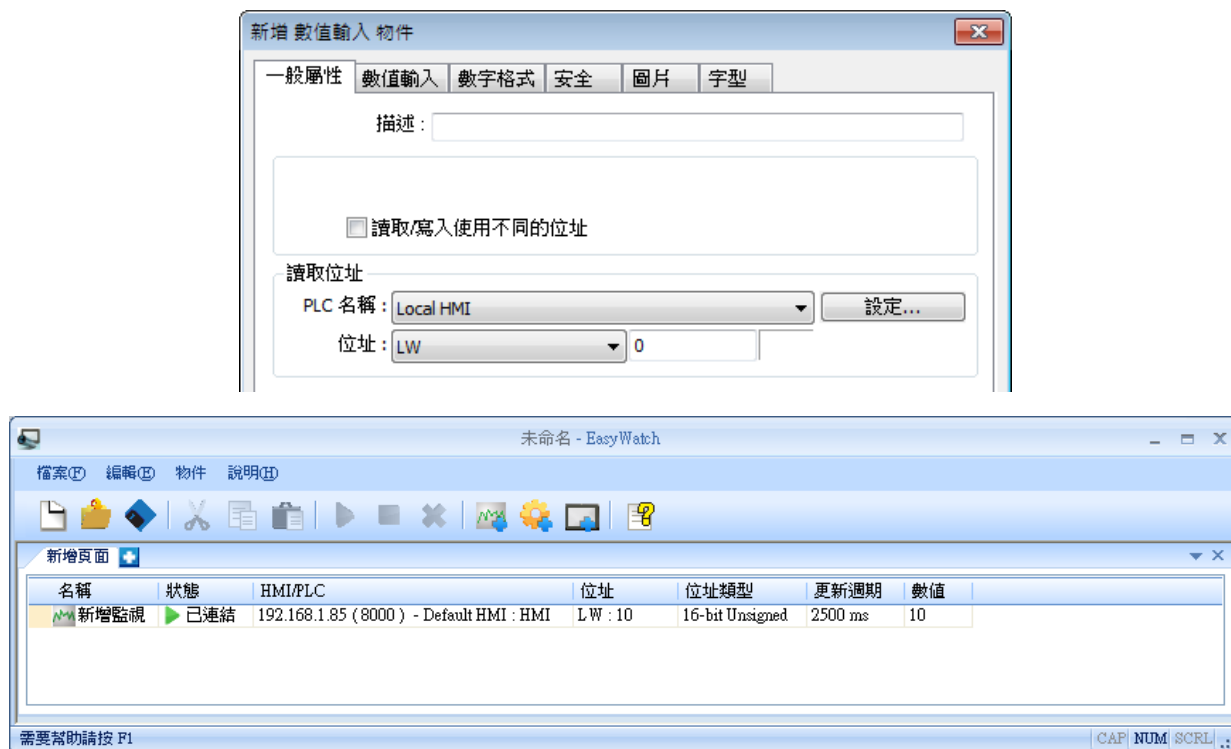 新增 數值輸入 物件
一般屬性 數值輸入 數字格式 安全 圖片 字型
描述 :
讀取/寫入使用不同的位址
讀取位址
PLC 名稱 : Local HMI 設定...
位址 : LW 0
未命名 - EasyWatch
檔案(F) 編輯(E) 物件 說明(H)
新增頁面
名稱 狀態 HMI/PLC 位址 位址類型 更新週期 數值
新增監視 已連結 192.168.1.85 ( 8000 ) - Default HMI : HMI LW : 10 16-bit Unsigned 2500 ms 10
需要幫助請按 F1 CAP NUM SCRL